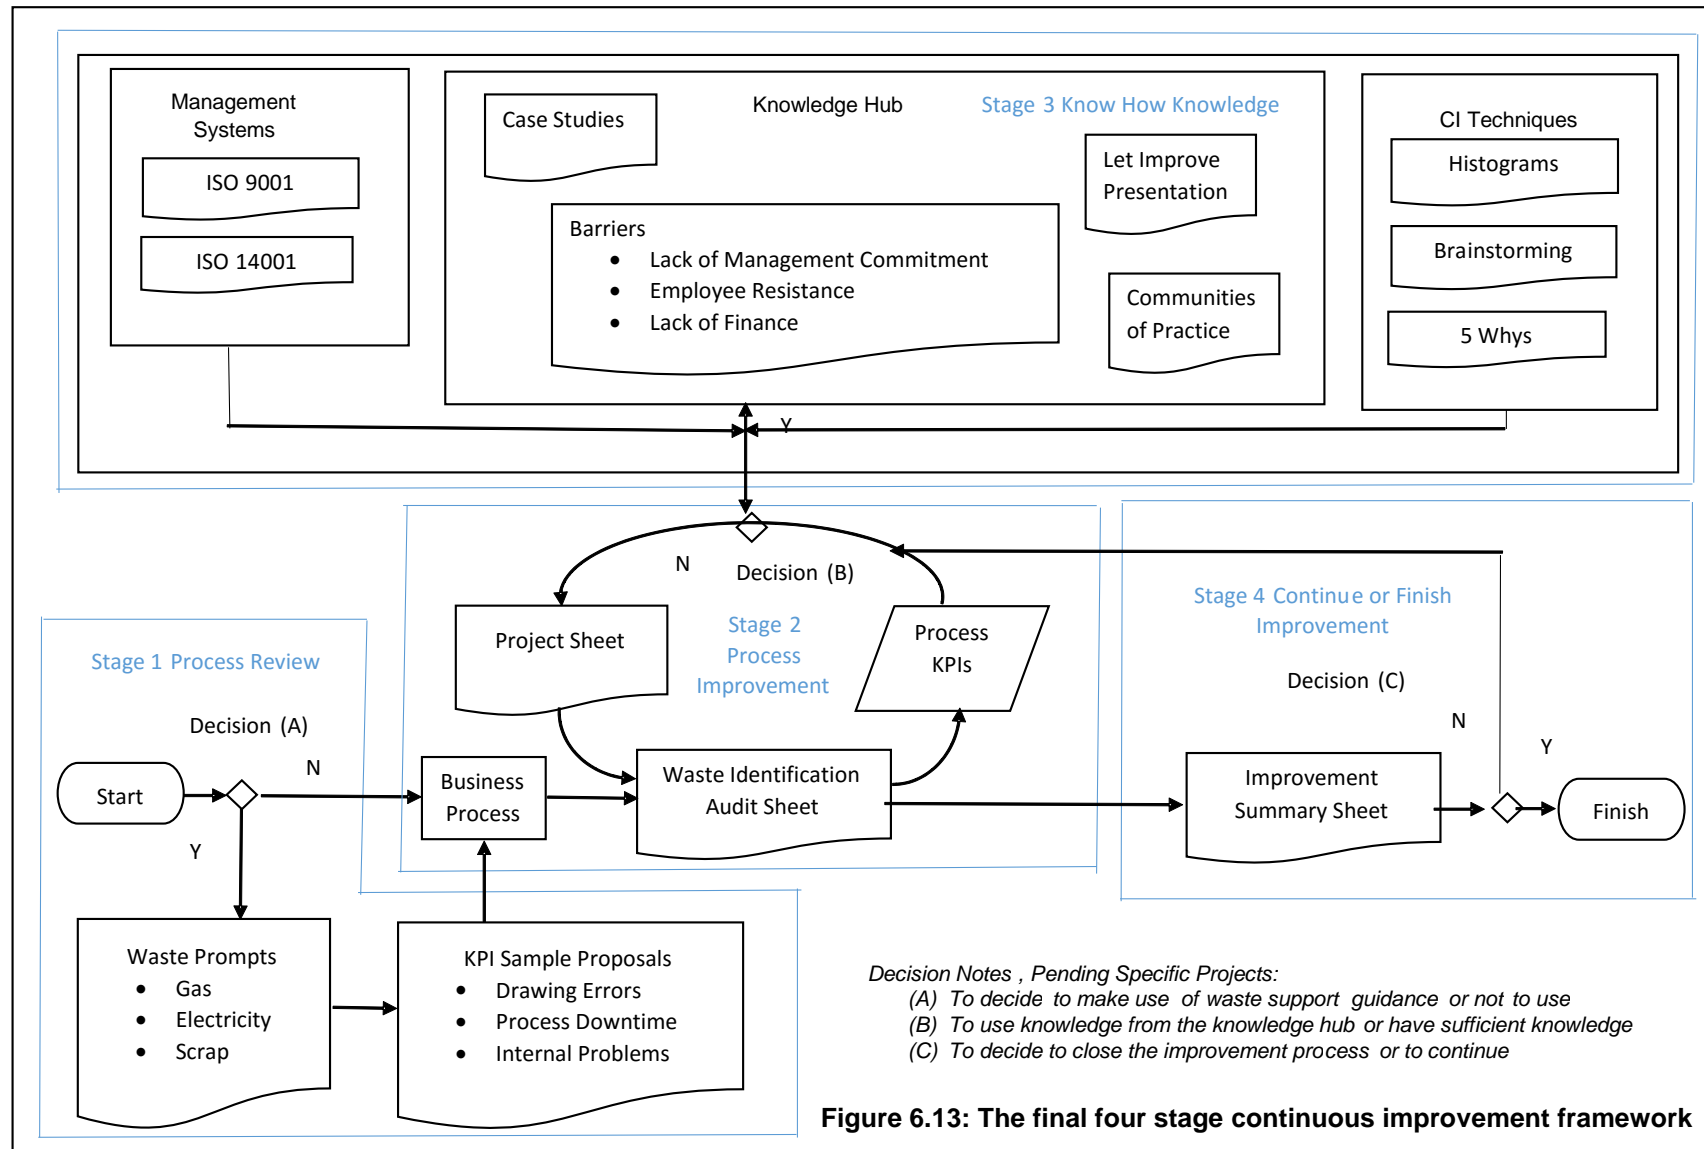 Management
Systems
ISO 9001
ISO 14001
Knowledge Hub
Stage 3 Know How Knowledge
Case Studies
Let Improve
Presentation
Barriers
• Lack of Management Commitment
• Employee Resistance
• Lack of Finance
Communities
of Practice
CI Techniques
Histograms
Brainstorming
5 Whys
Y
N
Decision (B)
Project Sheet
Stage 2
Process
Improvement
Process
KPIs
Stage 4 Continue or Finish
Improvement
Decision (C)
N
Y
Stage 1 Process Review
Decision (A)
N
Start
Y
Business
Process
Waste Identification
Audit Sheet
Improvement
Summary Sheet
Finish
Waste Prompts
• Gas
• Electricity
• Scrap
KPI Sample Proposals
• Drawing Errors
• Process Downtime
• Internal Problems
Decision Notes , Pending Specific Projects:
(A) To decide to make use of waste support guidance or not to use
(B) To use knowledge from the knowledge hub or have sufficient knowledge
(C) To decide to close the improvement process or to continue
Figure 6.13: The final four stage continuous improvement framework